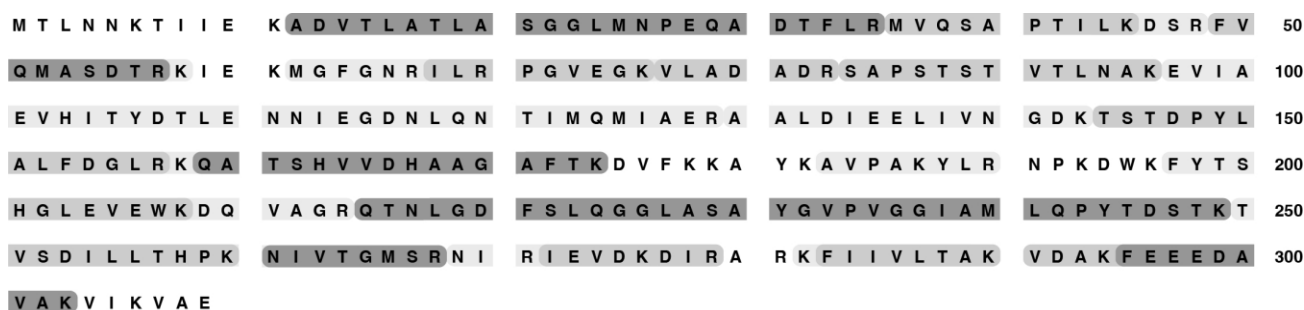 M T L N N K T I I E K A D V T L A T L A S G G L M N P E Q A D T F L R M V Q S A P T I L K D S R F V 50
Q M A S D T R K I E K M G F G N R I L R P G V E G K V L A D A D R S A P S T S T V T L N A K E V I A 100
E V H I T Y D T L E N N I E G D N L Q N T I M Q M I A E R A A L D I E E L I V N G D K T S T D P Y L 150
A L F D G L R K Q A T S H V V D H A A G A F T K D V F K K A Y K A V P A K Y L R N P K D W K F Y T S 200
H G L E V E W K D Q V A G R Q T N L G D F S L Q G G L A S A Y G V P V G G I A M L Q P Y T D S T K T 250
V S D I L L T H P K N I V T G M S R N I R I E V D K D I R A R K F I I V L T A K V D A K F E E E D A 300
V A K V I K V A E